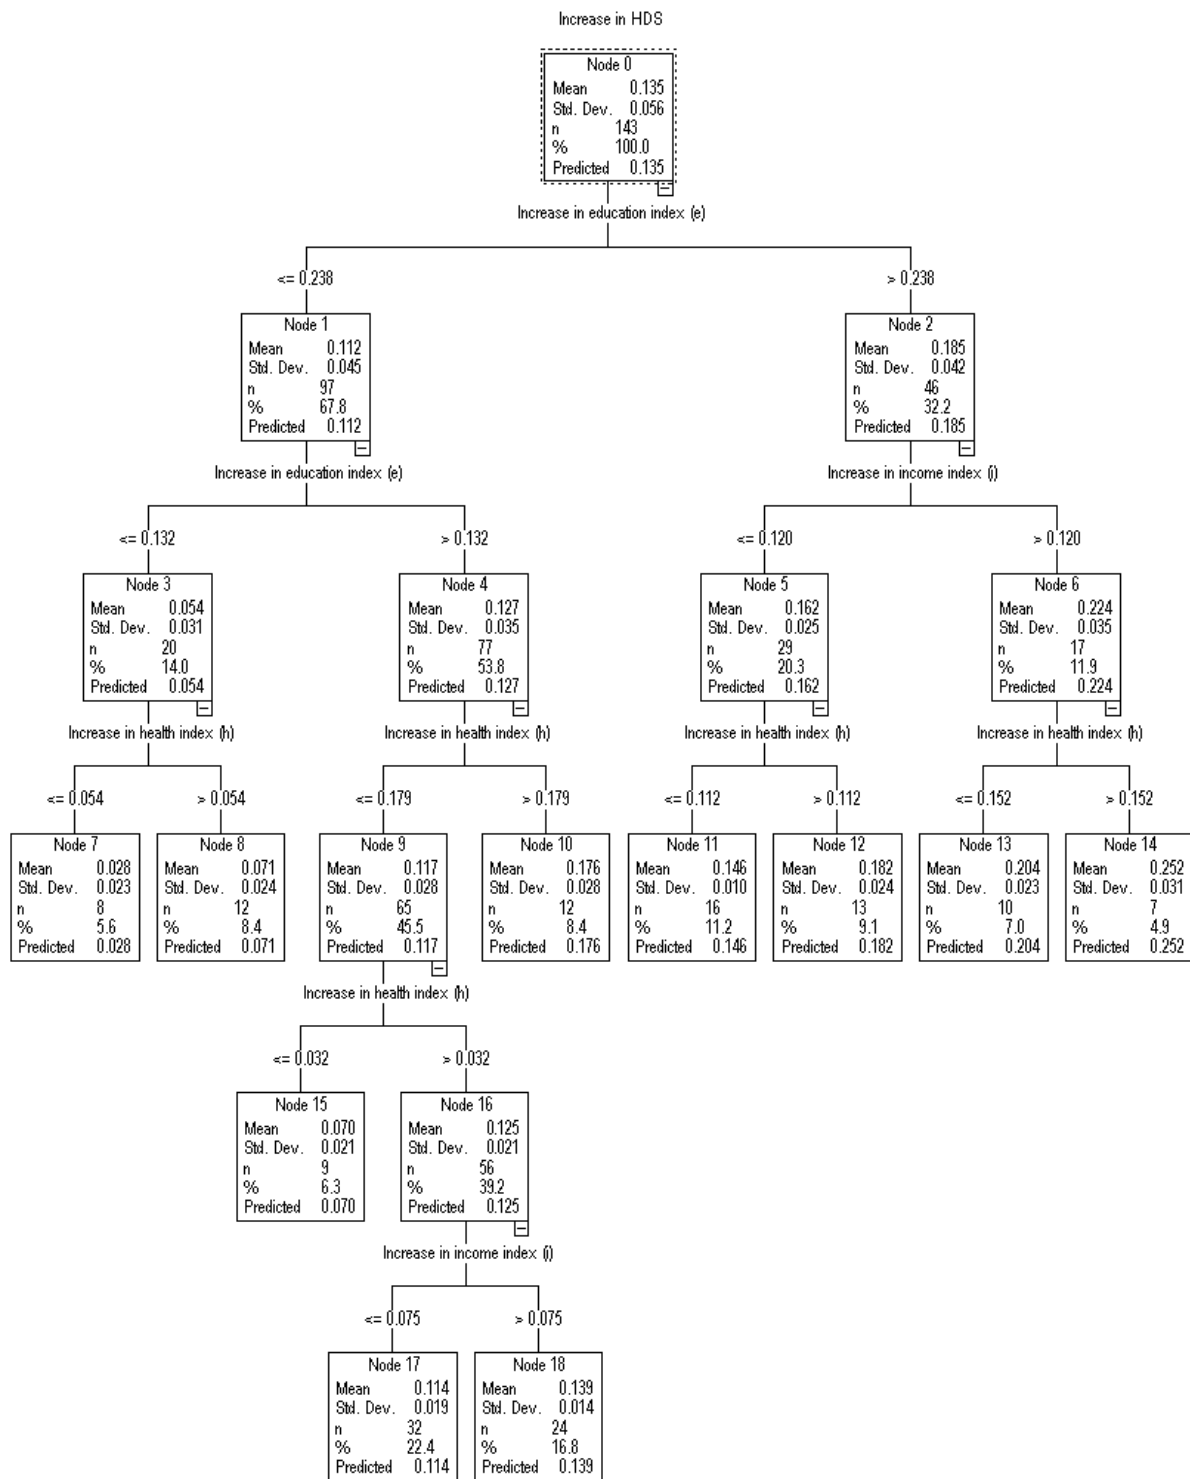 Increase in HDS
Node 0
Mean 0.135
Std. Dev. 0.056
n 143
% 100.0
Predicted 0.135
Increase in education index (e)
<= 0.238
> 0.238
Node 1
Mean 0.112
Std. Dev. 0.045
n 97
% 67.8
Predicted 0.112
Node 2
Mean 0.185
Std. Dev. 0.042
n 46
% 32.2
Predicted 0.185
Increase in education index (e)
Increase in income index (i)
<= 0.132
> 0.132
<= 0.120
> 0.120
Node 3
Mean 0.054
Std. Dev. 0.031
n 20
% 14.0
Predicted 0.054
Node 4
Mean 0.127
Std. Dev. 0.035
n 77
% 53.8
Predicted 0.127
Node 5
Mean 0.162
Std. Dev. 0.025
n 29
% 20.3
Predicted 0.162
Node 6
Mean 0.224
Std. Dev. 0.035
n 17
% 11.9
Predicted 0.224
Increase in health index (h)
Increase in health index (h)
Increase in health index (h)
Increase in health index (h)
<= 0.054
> 0.054
<= 0.179
> 0.179
<= 0.112
> 0.112
<= 0.152
> 0.152
Node 7
Mean 0.028
Std. Dev. 0.023
n 8
% 5.6
Predicted 0.028
Node 8
Mean 0.071
Std. Dev. 0.024
n 12
% 8.4
Predicted 0.071
Node 9
Mean 0.117
Std. Dev. 0.028
n 65
% 45.5
Predicted 0.117
Node 10
Mean 0.176
Std. Dev. 0.028
n 12
% 8.4
Predicted 0.176
Node 11
Mean 0.146
Std. Dev. 0.010
n 16
% 11.2
Predicted 0.146
Node 12
Mean 0.182
Std. Dev. 0.024
n 13
% 9.1
Predicted 0.182
Node 13
Mean 0.204
Std. Dev. 0.023
n 10
% 7.0
Predicted 0.204
Node 14
Mean 0.252
Std. Dev. 0.031
n 7
% 4.9
Predicted 0.252
Increase in health index (h)
<= 0.032
> 0.032
Node 15
Mean 0.070
Std. Dev. 0.021
n 9
% 6.3
Predicted 0.070
Node 16
Mean 0.125
Std. Dev. 0.021
n 56
% 39.2
Predicted 0.125
Increase in income index (i)
<= 0.075
> 0.075
Node 17
Mean 0.114
Std. Dev. 0.019
n 32
% 22.4
Predicted 0.114
Node 18
Mean 0.139
Std. Dev. 0.014
n 24
% 16.8
Predicted 0.139